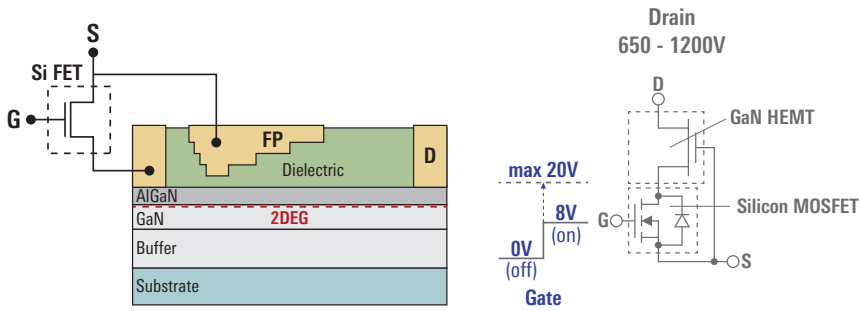 S
Si FET
G
FP
D
Dielectric
AlGaN
GaN
2DEG
Buffer
Substrate
Drain
650 - 1200V
D
GaN HEMT
max 20V
8V
(on)
0V
(off)
Gate
G
Silicon MOSFET
S